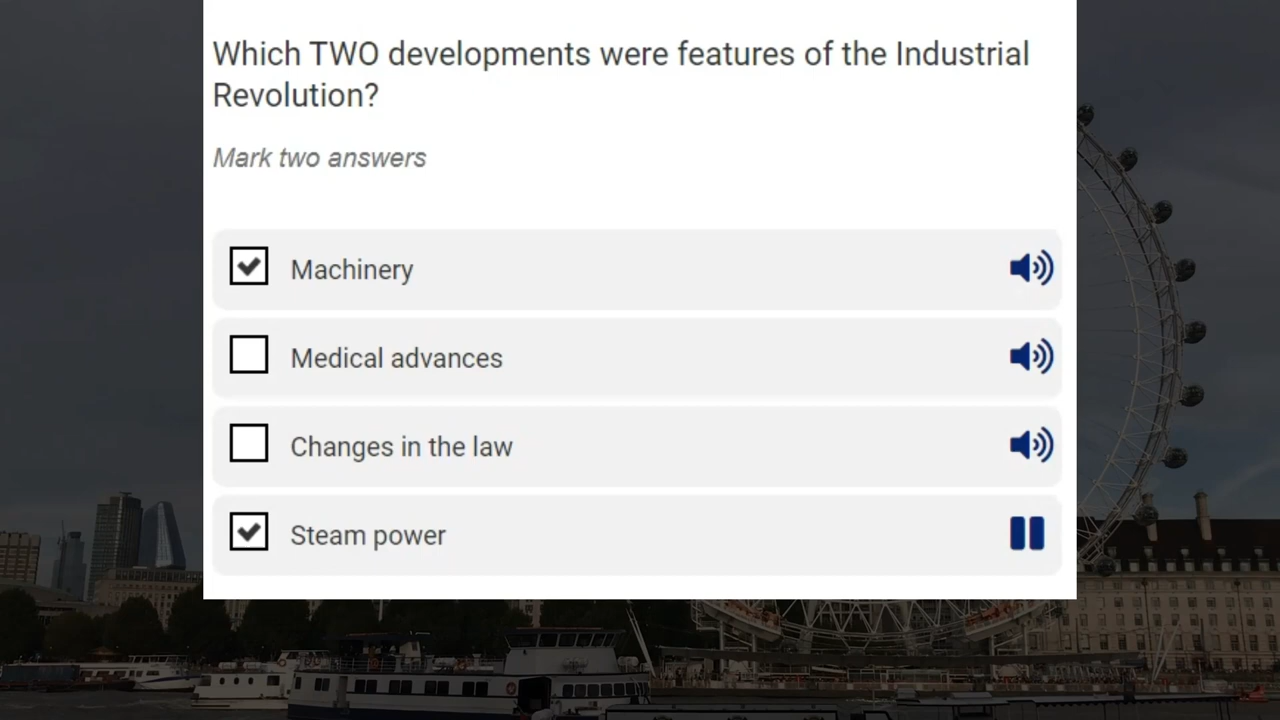 Which TWO developments were features of the Industrial
Revolution?
Mark two answers
Machinery
Medical advances
Changes in the law
Steam power